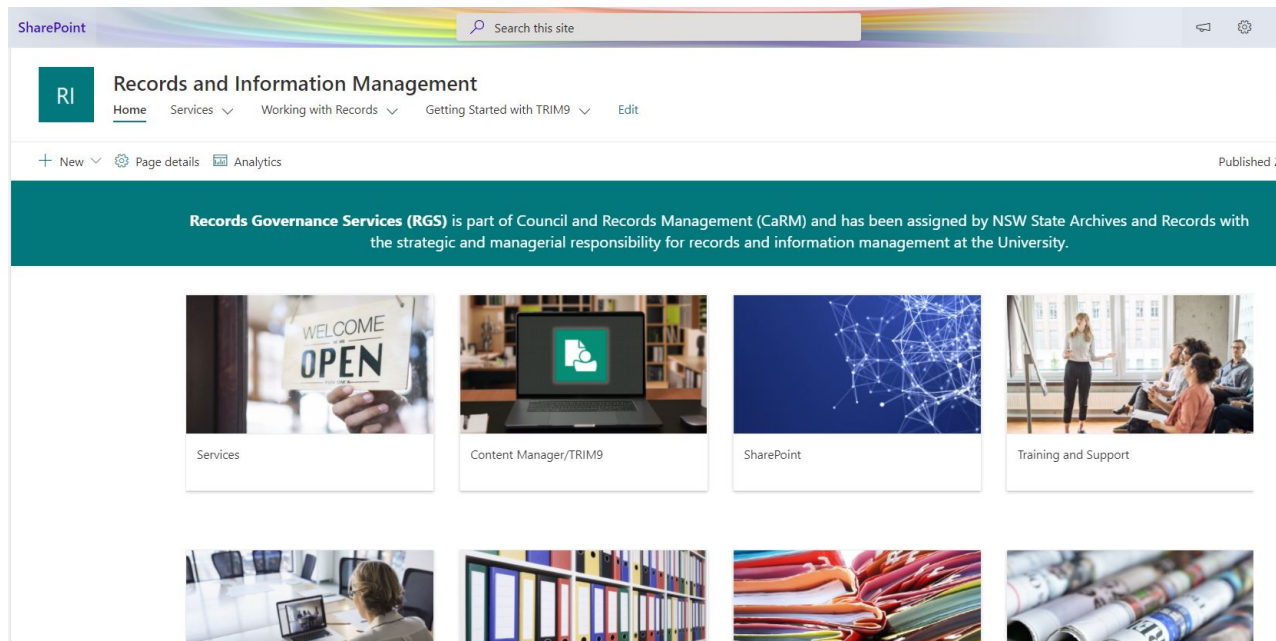 SharePoint
Search this site
RI
Records and Information Management
Home Services Working with Records Getting Started with TRIM9 Edit
New Page details Analytics
Published
Records Governance Services (RGS) is part of Council and Records Management (CaRM) and has been assigned by NSW State Archives and Records with
the strategic and managerial responsibility for records and information management at the University.
WELCOME
OPEN
Services
Content Manager/TRIM9
SharePoint
Training and Support